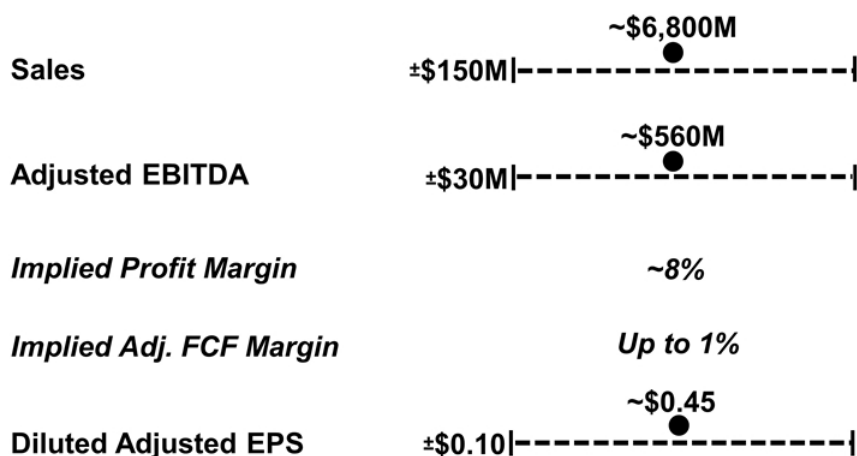 ~$6,800M
Sales ±$150M
~$560M
Adjusted EBITDA ±$30M
Implied Profit Margin ~8%
Implied Adj. FCF Margin Up to 1%
~$0.45
Diluted Adjusted EPS ±$0.10